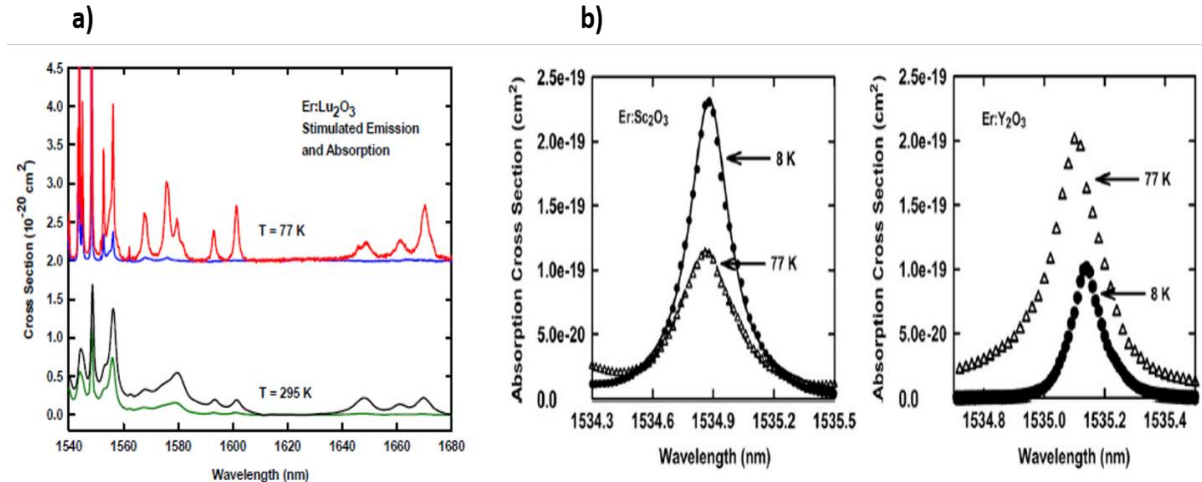 a)
b)
4.5
4.0
3.5
3.0
2.5
2.0
1.5
1.0
0.5
0.0
Cross Section (10⁻²⁰ cm²)
Er:Lu₂O₃
Stimulated Emission
and Absorption
T = 77 K
T = 295 K
1540 1560 1580 1600 1620 1640 1660 1680
Wavelength (nm)
2.5e-19
2.0e-19
1.5e-19
1.0e-19
5.0e-20
0.0
Absorption Cross Section (cm²)
Er:Sc₂O₃
8 K
77 K
1534.3 1534.6 1534.9 1535.2 1535.5
Wavelength (nm)
2.5e-19
2.0e-19
1.5e-19
1.0e-19
5.0e-20
0.0
Absorption Cross Section (cm²)
Er:Y₂O₃
77 K
8 K
1534.8 1535.0 1535.2 1535.4
Wavelength (nm)